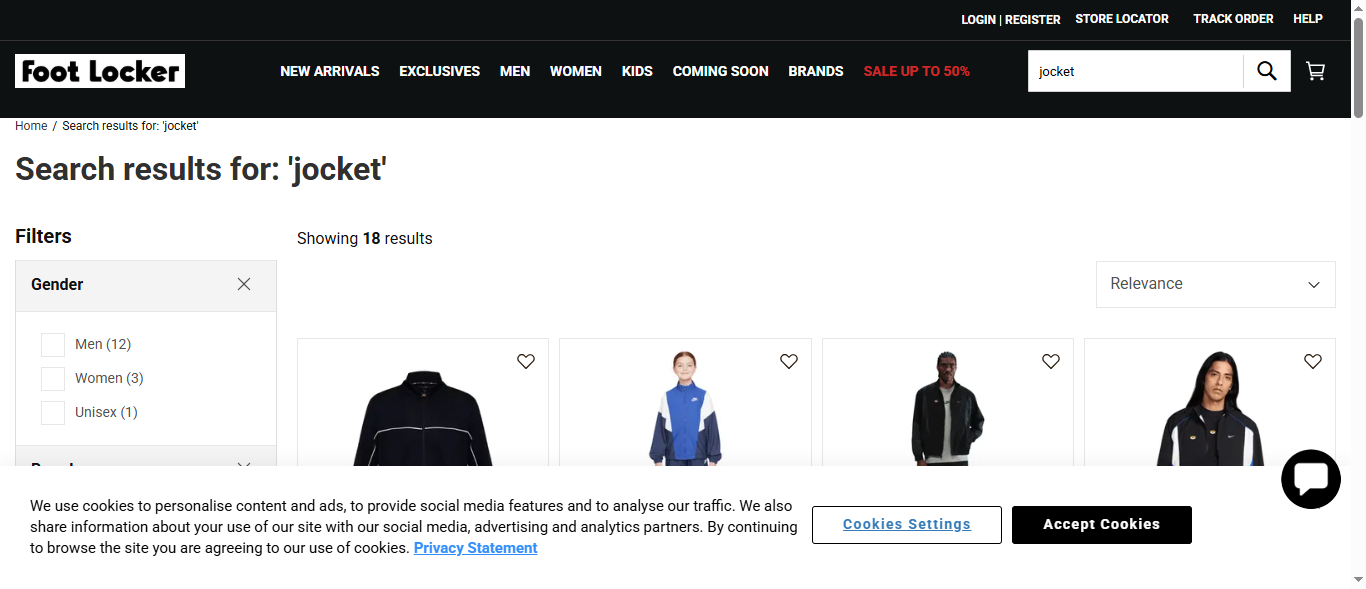 LOGIN | REGISTER STORE LOCATOR TRACK ORDER HELP
Foot Locker NEW ARRIVALS EXCLUSIVES MEN WOMEN KIDS COMING SOON BRANDS SALE UP TO 50% jocket
Home / Search results for: 'jocket'
Search results for: 'jocket'
Filters
Showing 18 results
Gender
Relevance
Men (12)
Women (3)
Unisex (1)
We use cookies to personalise content and ads, to provide social media features and to analyse our traffic. We also
share information about your use of our site with our social media, advertising and analytics partners. By continuing
to browse the site you are agreeing to our use of cookies. Privacy Statement
Cookies Settings
Accept Cookies